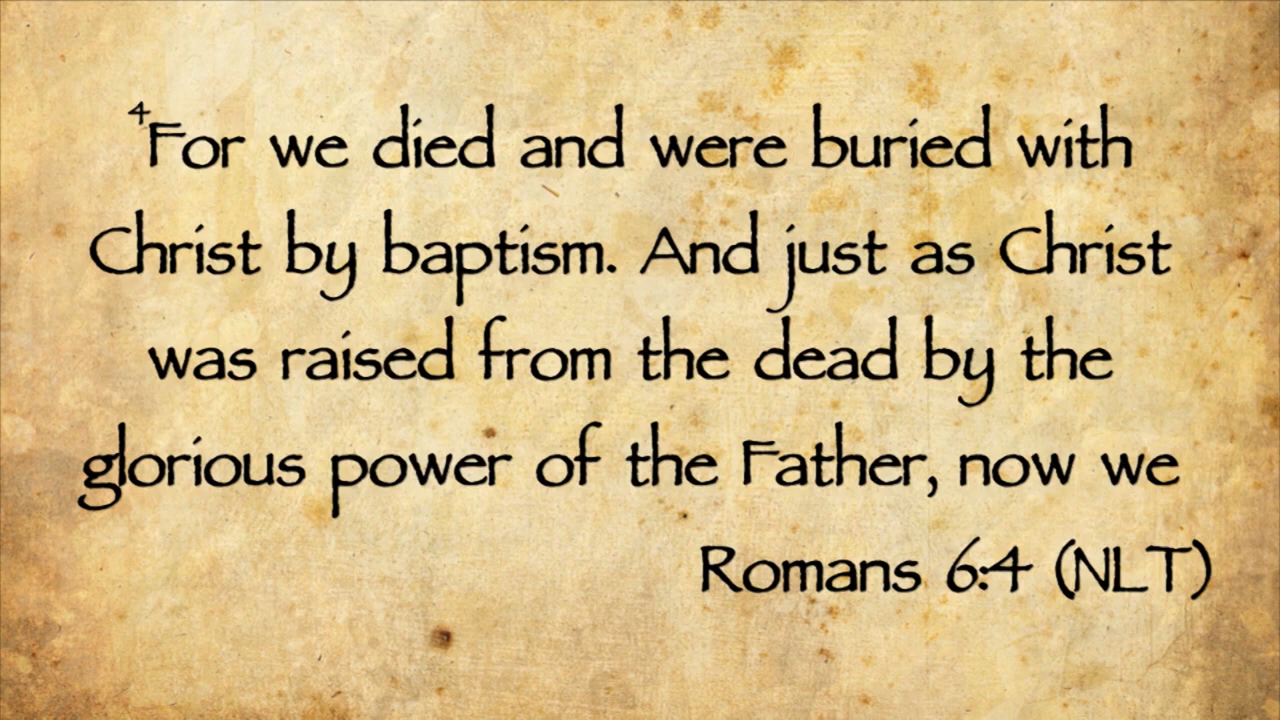 ⁴For we died and were buried with
Christ by baptism. And just as Christ
was raised from the dead by the
glorious power of the Father, now we
Romans 6:4 (NLT)